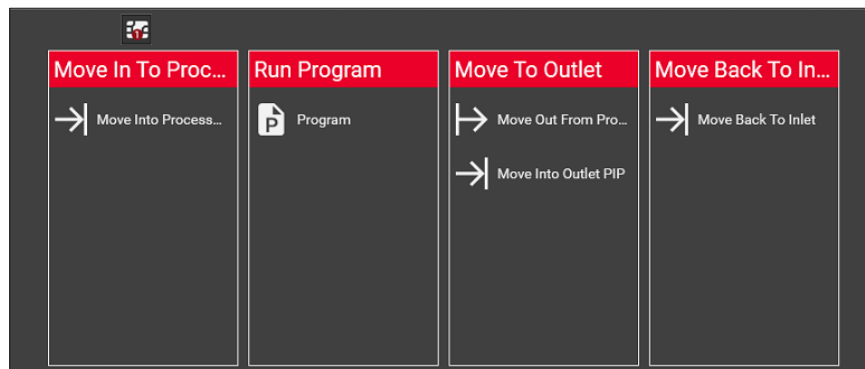 Move In To Proc...
Run Program
Move To Outlet
Move Back To In...
Move Into Process...
P Program
Move Out From Pro...
Move Back To Inlet
Move Into Outlet PIP